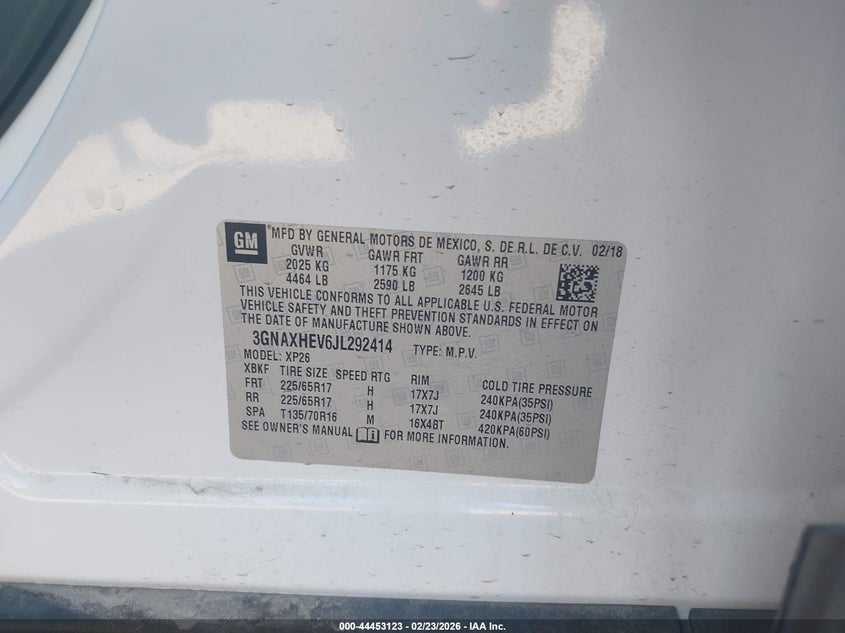 GM ®MFD BY GENERAL MOTORS DE MEXICO, S. DE R.L. DE C.V. 02/18
GVWR GAWR FRT GAWR RR
2025 KG 1175 KG 1200 KG
4464 LB 2590 LB 2645 LB
THIS VEHICLE CONFORMS TO ALL APPLICABLE U.S. FEDERAL MOTOR
VEHICLE SAFETY AND THEFT PREVENTION STANDARDS IN EFFECT ON
THE DATE OF MANUFACTURE SHOWN ABOVE.
3GNAXHEV6JL292414 TYPE: M.P.V.
MODEL: XP26
XBKF TIRE SIZE SPEED RTG RIM COLD TIRE PRESSURE
FRT 225/65R17 H 17X7J 240KPA(35PSI)
RR 225/65R17 H 17X7J 240KPA(35PSI)
SPA T135/70R16 M 16X4BT 420KPA(60PSI)
SEE OWNER'S MANUAL FOR MORE INFORMATION.
000-44453123 / 02/23/2026 - IAA Inc.